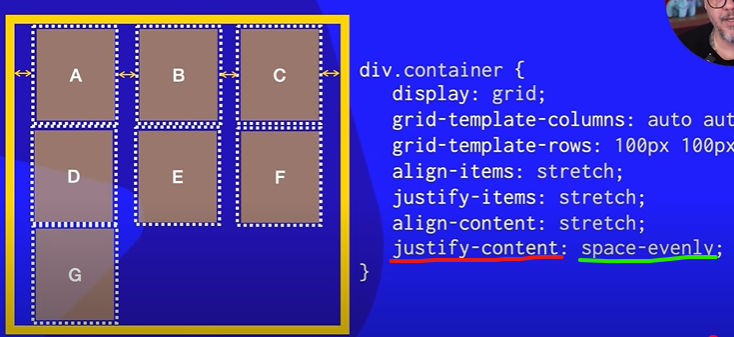 A B C
D E F
G
div.container {
display: grid;
grid-template-columns: auto aut
grid-template-rows: 100px 100px
align-items: stretch;
justify-items: stretch;
align-content: stretch;
justify-content: space-evenly;
}